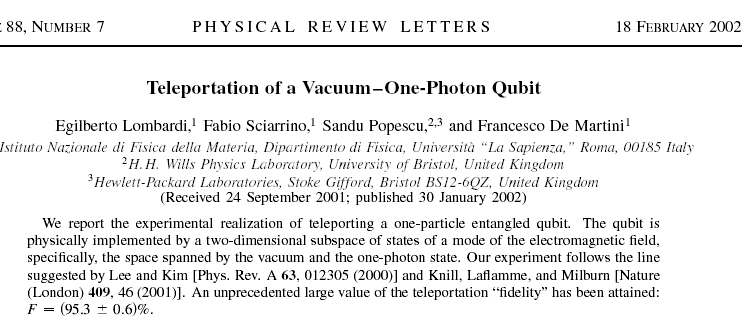 88, NUMBER 7 PHYSICAL REVIEW LETTERS 18 FEBRUARY 2002
Teleportation of a Vacuum–One-Photon Qubit
Egilberto Lombardi,¹ Fabio Sciarrino,¹ Sandu Popescu,²,³ and Francesco De Martini¹
Istituto Nazionale di Fisica della Materia, Dipartimento di Fisica, Università “La Sapienza,” Roma, 00185 Italy
²H. H. Wills Physics Laboratory, University of Bristol, United Kingdom
³Hewlett-Packard Laboratories, Stoke Gifford, Bristol BS12-6QZ, United Kingdom
(Received 24 September 2001; published 30 January 2002)
We report the experimental realization of teleporting a one-particle entangled qubit. The qubit is
physically implemented by a two-dimensional subspace of states of a mode of the electromagnetic field,
specifically, the space spanned by the vacuum and the one-photon state. Our experiment follows the line
suggested by Lee and Kim [Phys. Rev. A 63, 012305 (2000)] and Knill, Laflamme, and Milburn [Nature
(London) 409, 46 (2001)]. An unprecedented large value of the teleportation “fidelity” has been attained:
F = (95.3 ± 0.6)%.